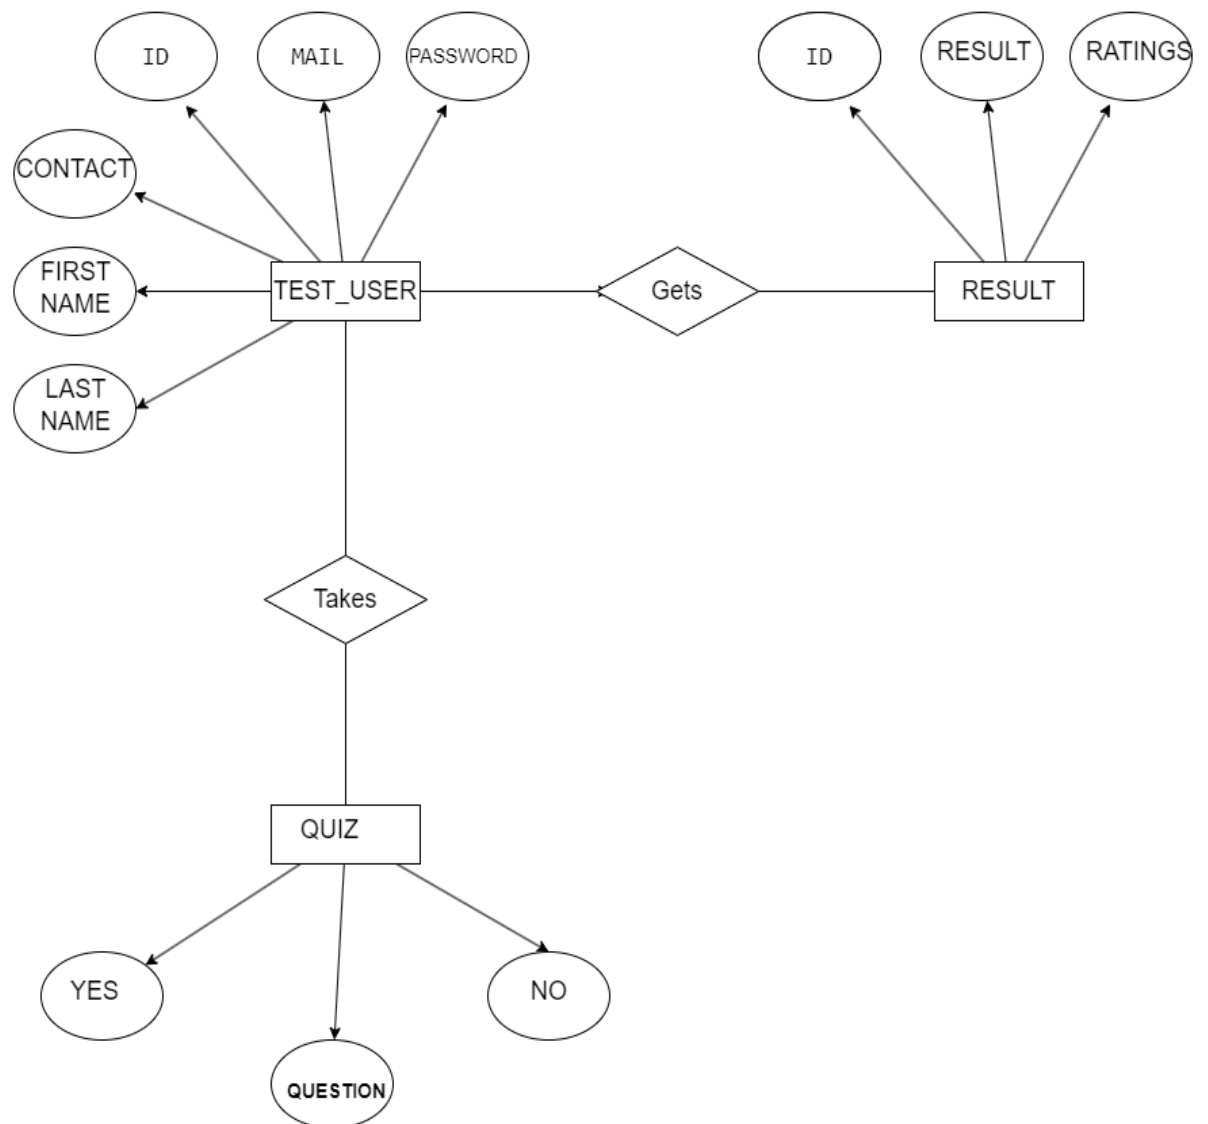 ID
MAIL
PASSWORD
ID
RESULT
RATINGS
CONTACT
FIRST
NAME
TEST_USER
Gets
RESULT
LAST
NAME
Takes
QUIZ
YES
NO
QUESTION